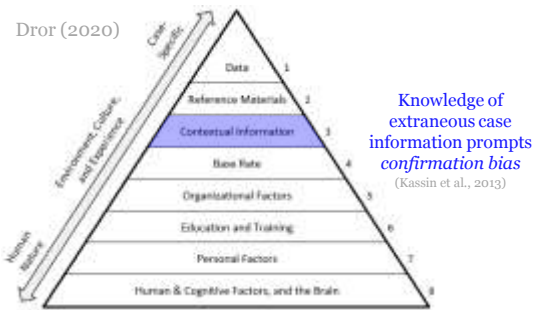 Dror (2020)
Case-
Specific
Environment, Culture,
and Experience
Human
Nature
Data 1
Reference Materials 2
Contextual Information 3
Base Rate 4
Organizational Factors 5
Education and Training 6
Personal Factors 7
Human & Cognitive Factors, and the Brain 8
Knowledge of
extraneous case
information prompts
confirmation bias
(Kassin et al., 2013)